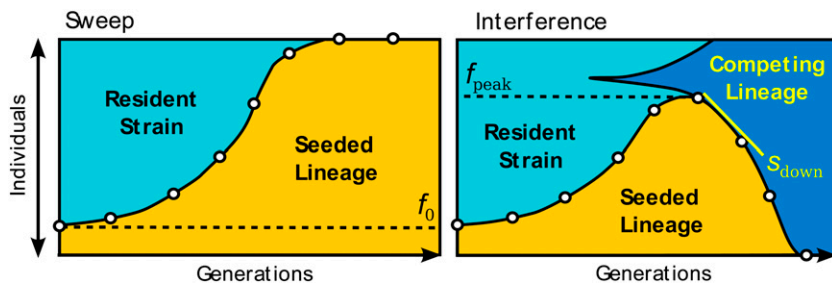 Sweep
Individuals
Resident
Strain
Seeded
Lineage
f0
Generations
Interference
fpeak
Competing
Lineage
Resident
Strain
sdown
Seeded
Lineage
Generations